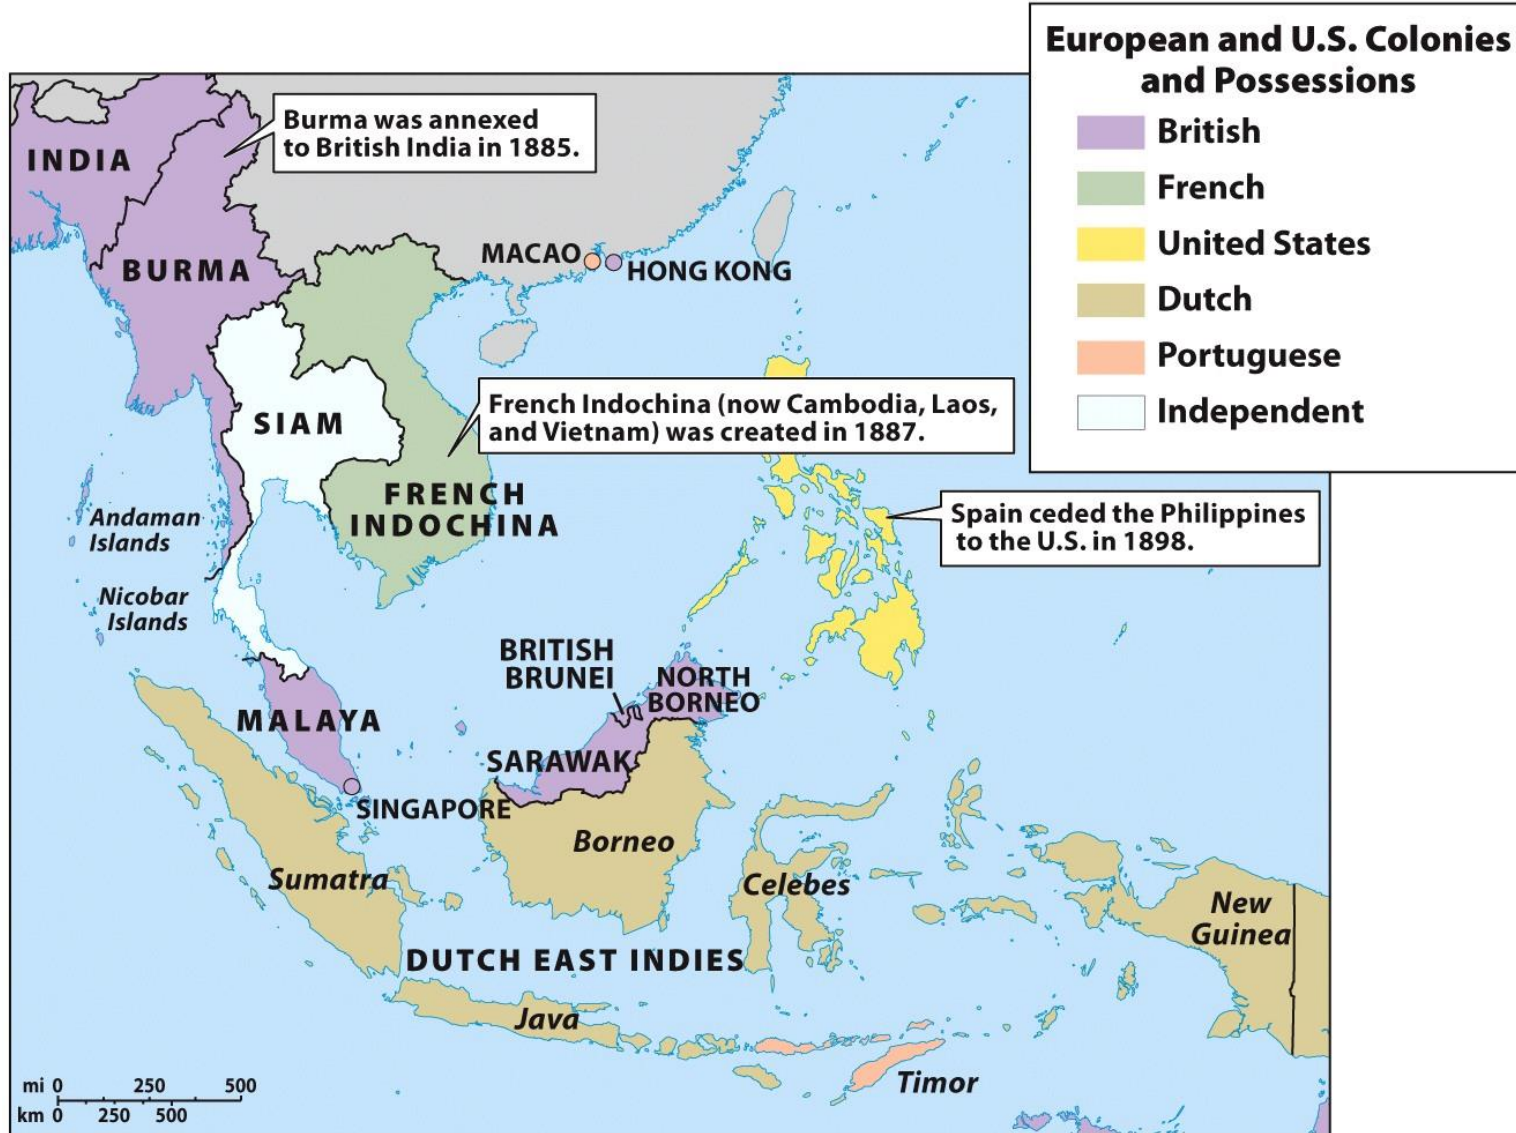 European and U.S. Colonies
and Possessions
British
French
United States
Dutch
Portuguese
Independent
Burma was annexed
to British India in 1885.
INDIA
BURMA
MACAO
HONG KONG
French Indochina (now Cambodia, Laos,
and Vietnam) was created in 1887.
SIAM
FRENCH
INDOCHINA
Spain ceded the Philippines
to the U.S. in 1898.
Andaman
Islands
Nicobar
Islands
BRITISH
BRUNEI
NORTH
BORNEO
MALAYA
SARAWAK
SINGAPORE
Borneo
Sumatra
Celebes
New
Guinea
DUTCH EAST INDIES
Java
Timor
mi 0 250 500
km 0 250 500